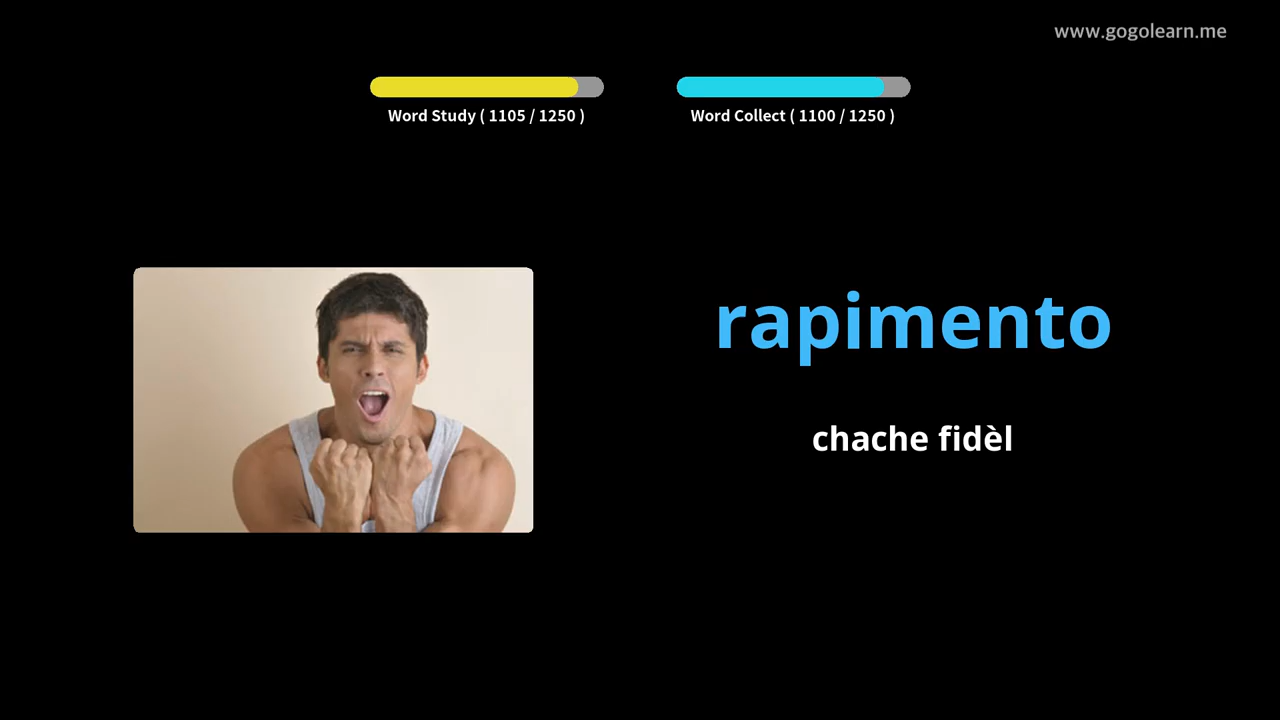 www.gogolearn.me
Word Study ( 1105 / 1250 )
Word Collect ( 1100 / 1250 )
rapimento
chache fidèl